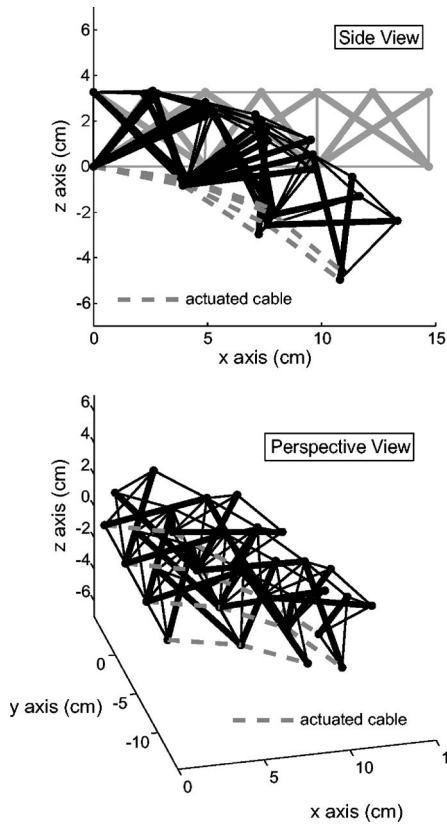 6
Side View
4
2
0
-2
-4
-6
z axis (cm)
actuated cable
0
5
10
15
x axis (cm)
6
Perspective View
4
2
0
-2
-4
-6
z axis (cm)
0
-5
-10
y axis (cm)
actuated cable
0
5
10
1
x axis (cm)